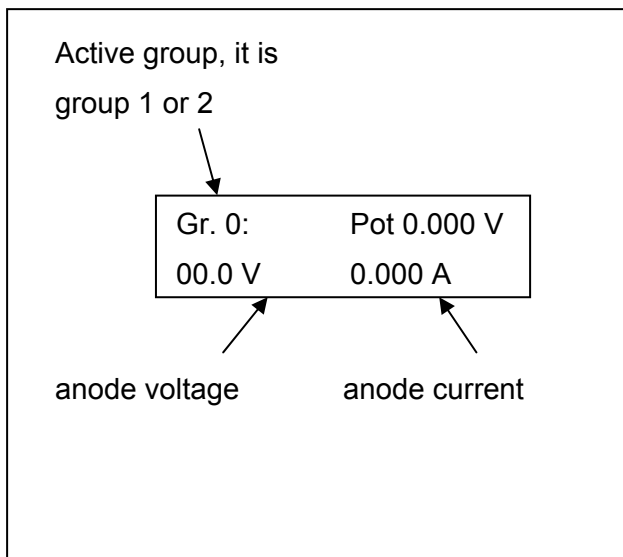 Active group, it is
group 1 or 2
Gr. 0: Pot 0.000 V
00.0 V 0.000 A
anode voltage anode current